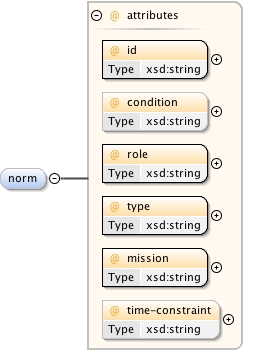 @ attributes
@ id
Type xsd:string
@ condition
Type xsd:string
@ role
Type xsd:string
norm
@ type
Type xsd:string
@ mission
Type xsd:string
@ time-constraint
Type xsd:string